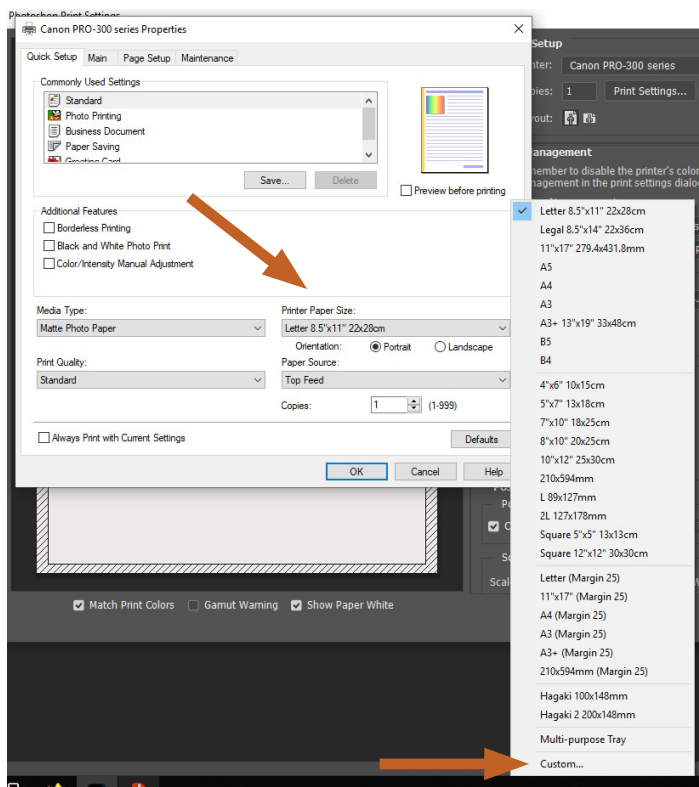 Photoshop Print Settings
Canon PRO-300 series Properties
Quick Setup Main Page Setup Maintenance
Commonly Used Settings
Standard
Photo Printing
Business Document
Paper Saving
Greeting Card
Save... Delete
Preview before printing
Additional Features
Borderless Printing
Black and White Photo Print
Color/Intensity Manual Adjustment
Media Type:
Matte Photo Paper
Printer Paper Size:
Letter 8.5"x11" 22x28cm
Orientation: Portrait Landscape
Print Quality:
Standard
Paper Source:
Top Feed
Copies: 1 (1-999)
Always Print with Current Settings
Defaults
OK Cancel Help
Match Print Colors Gamut Warning Show Paper White
Setup
Canon PRO-300 series
1 Print Settings...
Letter 8.5"x11" 22x28cm
Legal 8.5"x14" 22x36cm
11"x17" 279.4x431.8mm
A5
A4
A3
A3+ 13"x19" 33x48cm
B5
B4
4"x6" 10x15cm
5"x7" 13x18cm
7"x10" 18x25cm
8"x10" 20x25cm
10"x12" 25x30cm
210x594mm
L 89x127mm
2L 127x178mm
Square 5"x5" 13x13cm
Square 12"x12" 30x30cm
Letter (Margin 25)
11"x17" (Margin 25)
A4 (Margin 25)
A3 (Margin 25)
A3+ (Margin 25)
210x594mm (Margin 25)
Hagaki 100x148mm
Hagaki 2 200x148mm
Multi-purpose Tray
Custom...
to disable the printer's
in the print settings